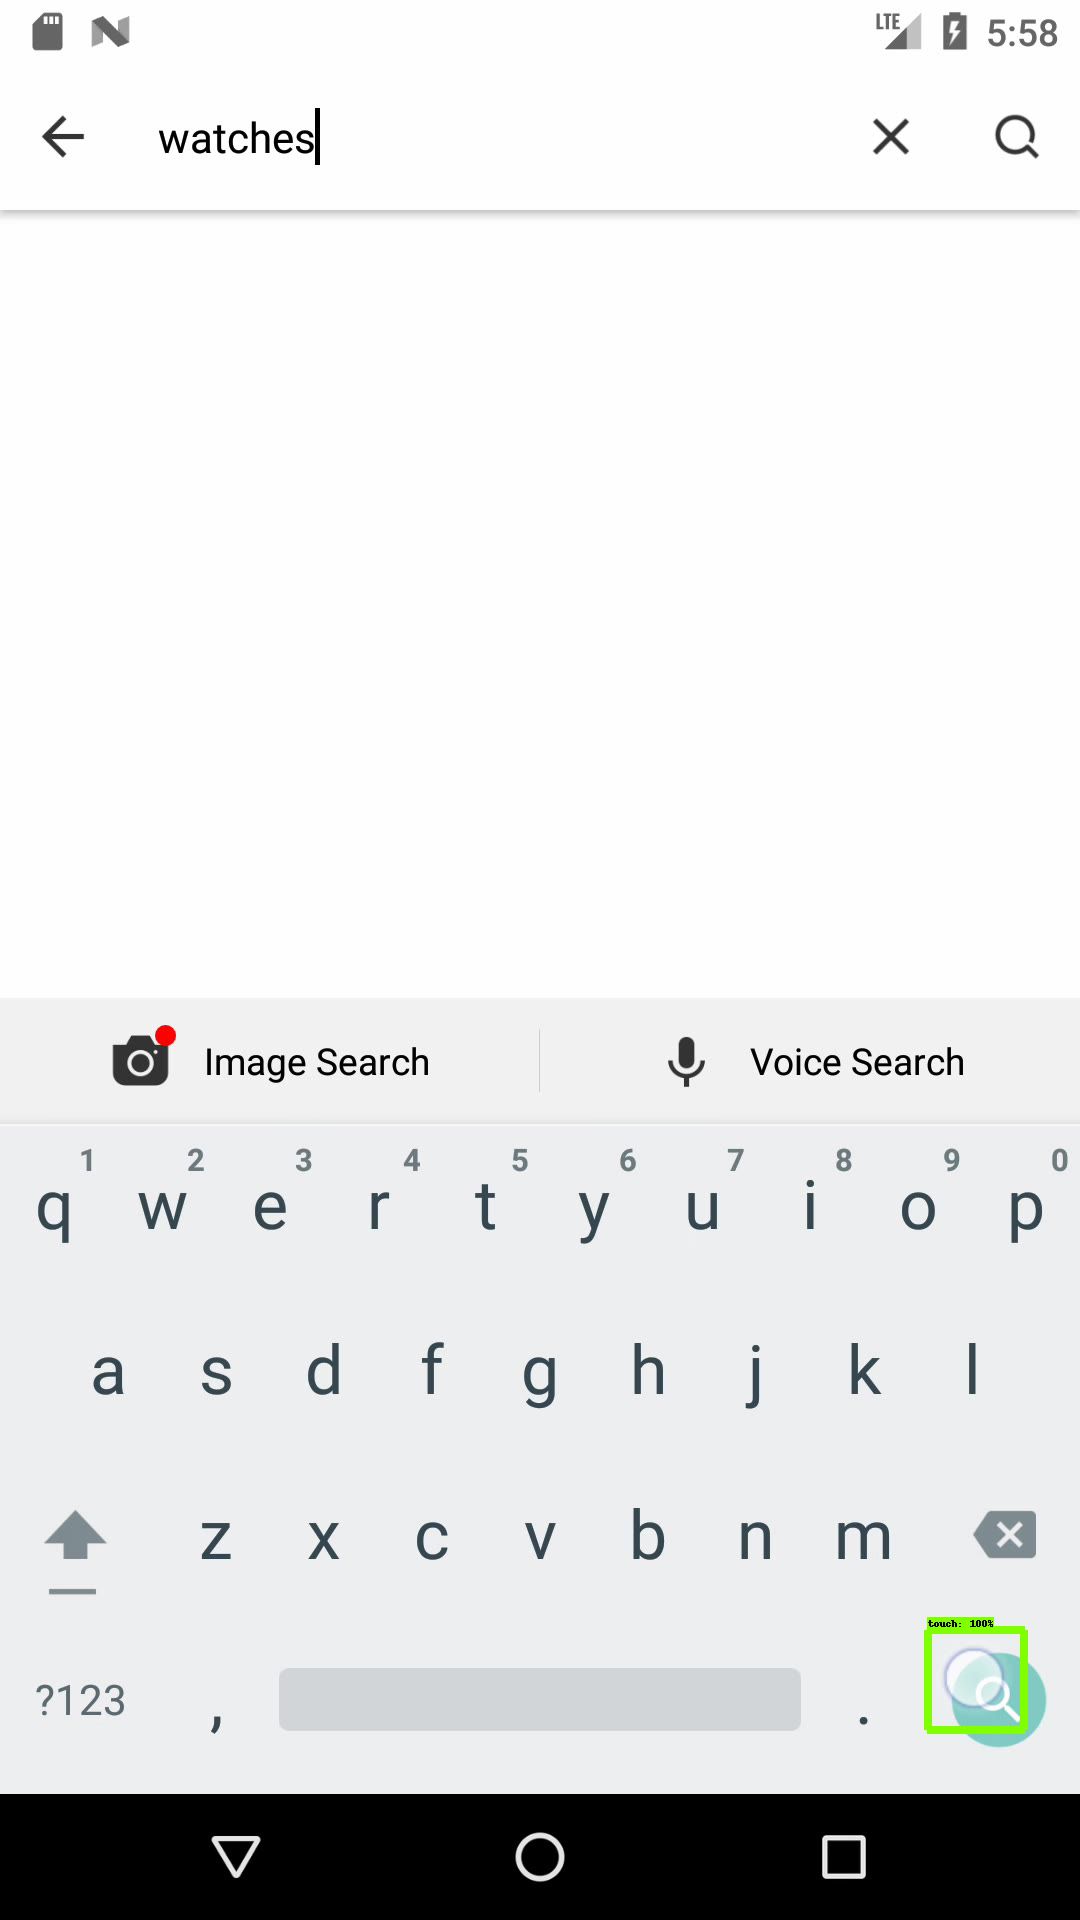 LTE 5:58
watches
Image Search Voice Search
1 2 3 4 5 6 7 8 9 0
q w e r t y u i o p
a s d f g h j k l
z x c v b n m
touch: 100%
?123 , .